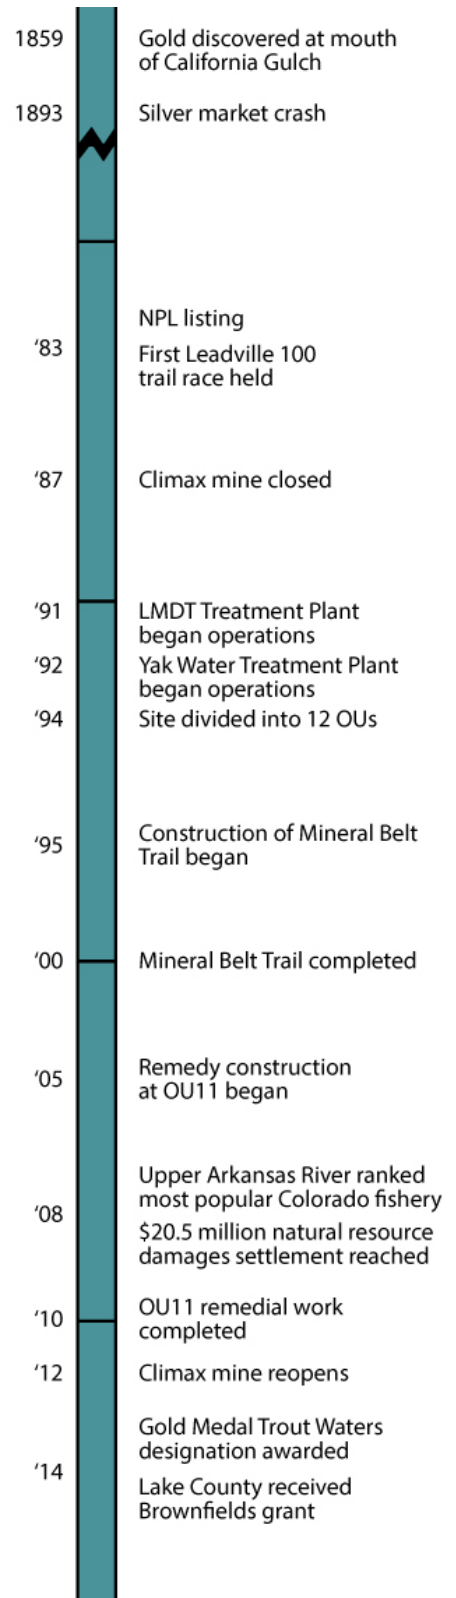 1859 Gold discovered at mouth
of California Gulch
1893 Silver market crash
NPL listing
‘83
First Leadville 100
trail race held
‘87 Climax mine closed
‘91 LMDT Treatment Plant
began operations
‘92 Yak Water Treatment Plant
began operations
‘94 Site divided into 12 OUs
‘95 Construction of Mineral Belt
Trail began
‘00 Mineral Belt Trail completed
‘05 Remedy construction
at OU11 began
Upper Arkansas River ranked
most popular Colorado fishery
‘08
$20.5 million natural resource
damages settlement reached
‘10 OU11 remedial work
completed
‘12 Climax mine reopens
Gold Medal Trout Waters
designation awarded
‘14
Lake County received
Brownfields grant